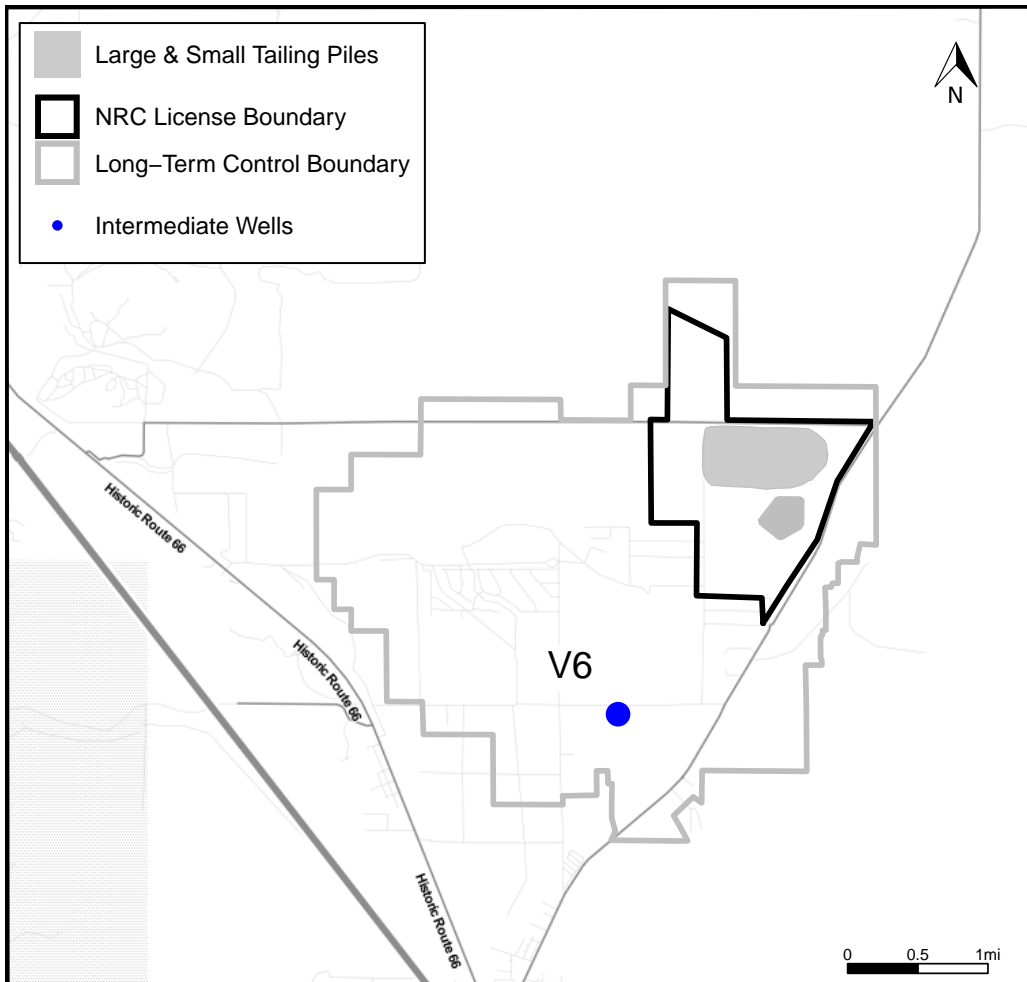 Large & Small Tailing Piles
NRC License Boundary
Long−Term Control Boundary
Intermediate Wells
N
Historic Route 66
Historic Route 66
V6
Historic Route 66
0 0.5 1mi